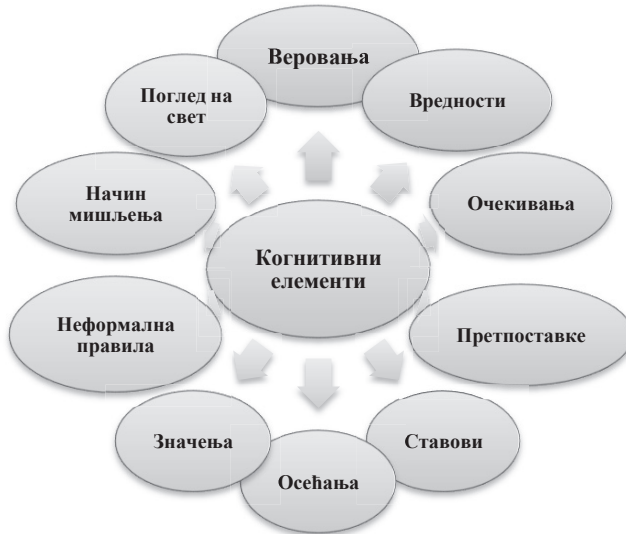 Веровања
Вредности
Очекивања
Претпоставке
Ставови
Осећања
Значења
Неформална
правила
Начин
мишљења
Поглед на
свет
Когнитивни
елементи